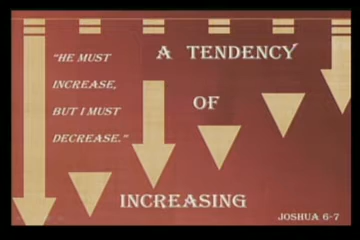 "HE MUST
INCREASE,
BUT I MUST
DECREASE."
A TENDENCY
OF
INCREASING
JOSHUA 6-7